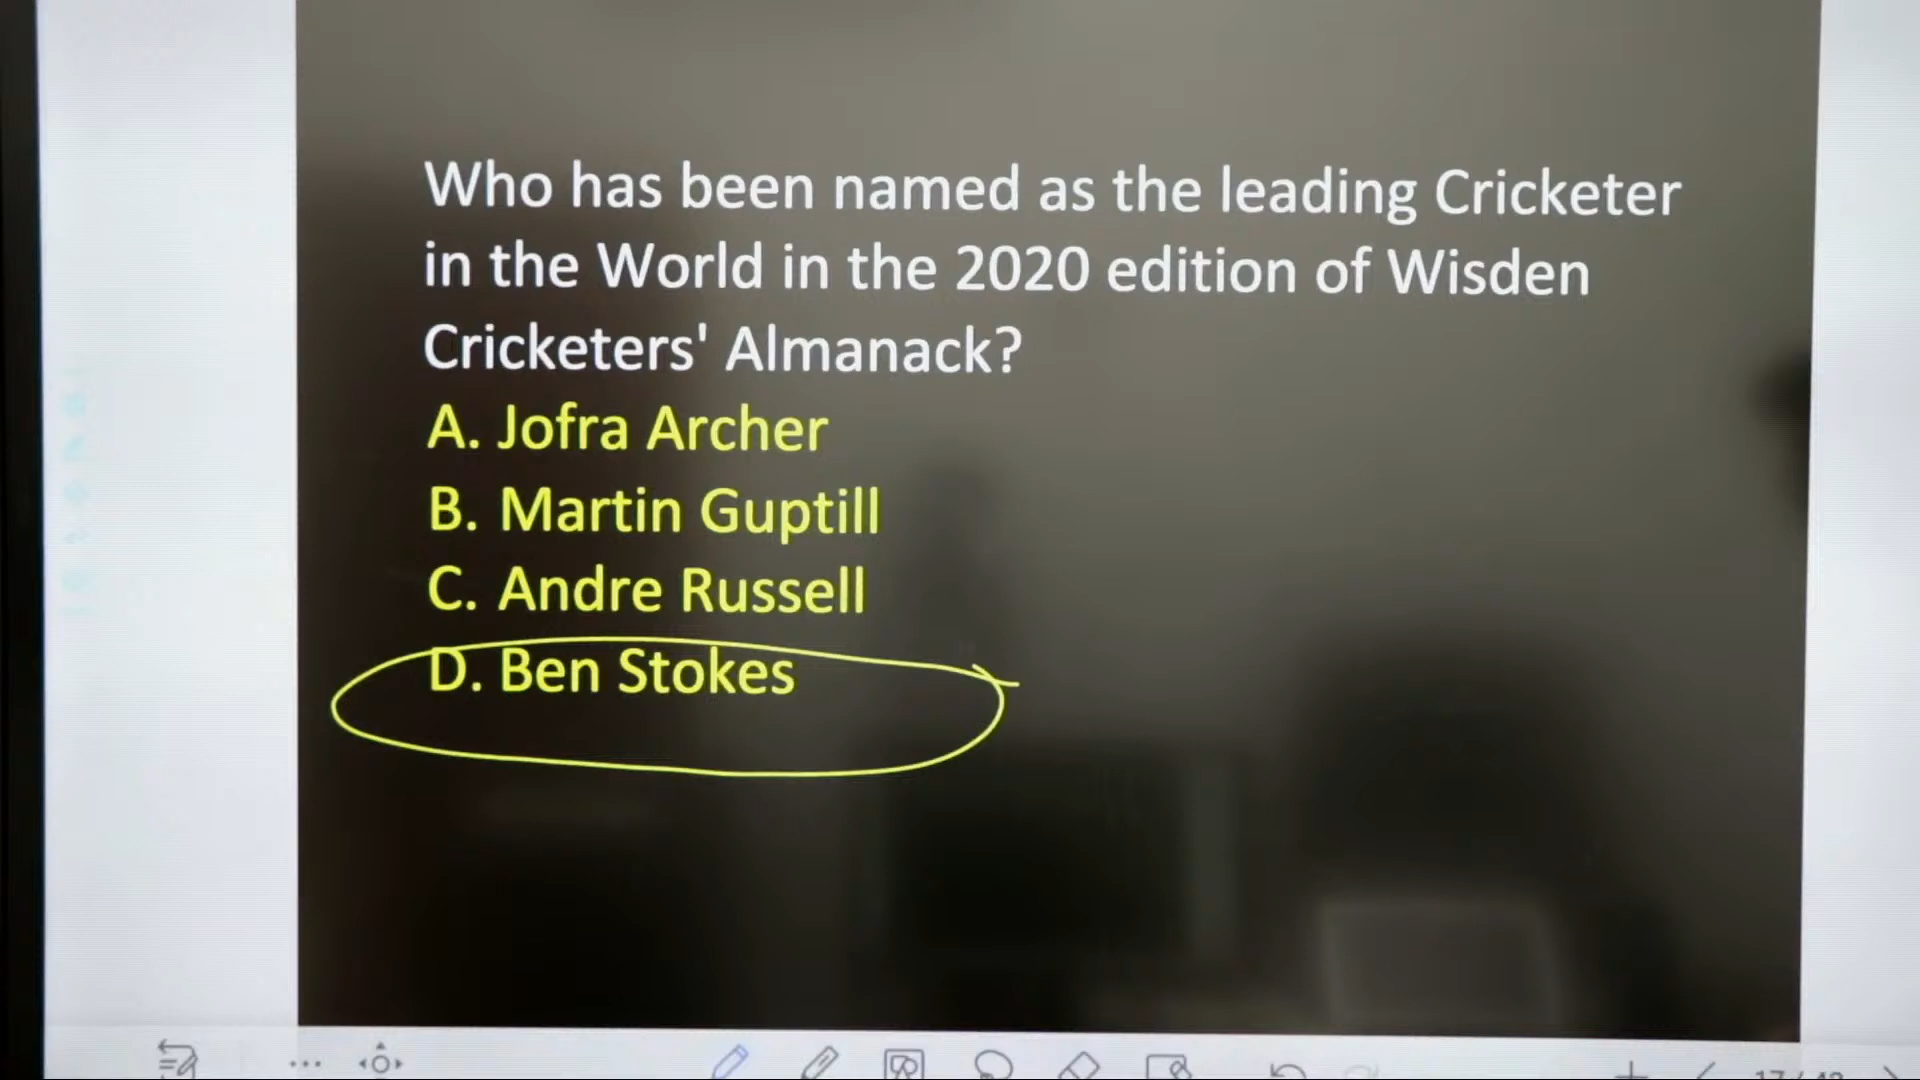 Who has been named as the leading Cricketer
in the World in the 2020 edition of Wisden
Cricketers' Almanack?
A. Jofra Archer
B. Martin Guptill
C. Andre Russell
D. Ben Stokes